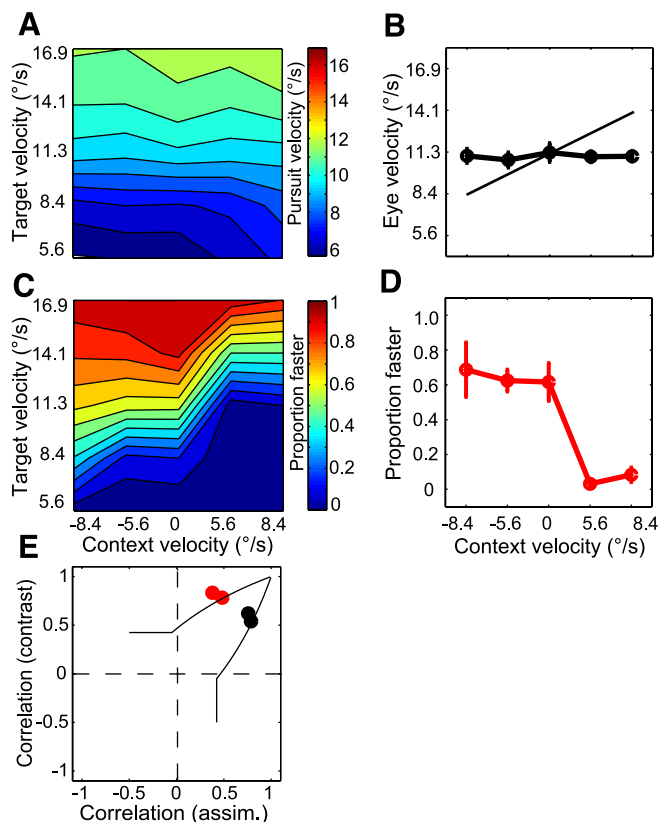 A
Target velocity (°/s)
16.9
14.1
11.3
8.4
5.6
Pursuit velocity (°/s)
16
14
12
10
8
6
B
Eye velocity (°/s)
16.9
14.1
11.3
8.4
5.6
C
Target velocity (°/s)
16.9
14.1
11.3
8.4
5.6
-8.4 -5.6 0 5.6 8.4
Context velocity (°/s)
Proportion faster
1
0.8
0.6
0.4
0.2
0
D
Proportion faster
1.0
0.8
0.6
0.4
0.2
0
-8.4 -5.6 0 5.6 8.4
Context velocity (°/s)
E
Correlation (contrast)
1
0.5
0
-0.5
-1
-1 -0.5 0 0.5 1
Correlation (assim.)